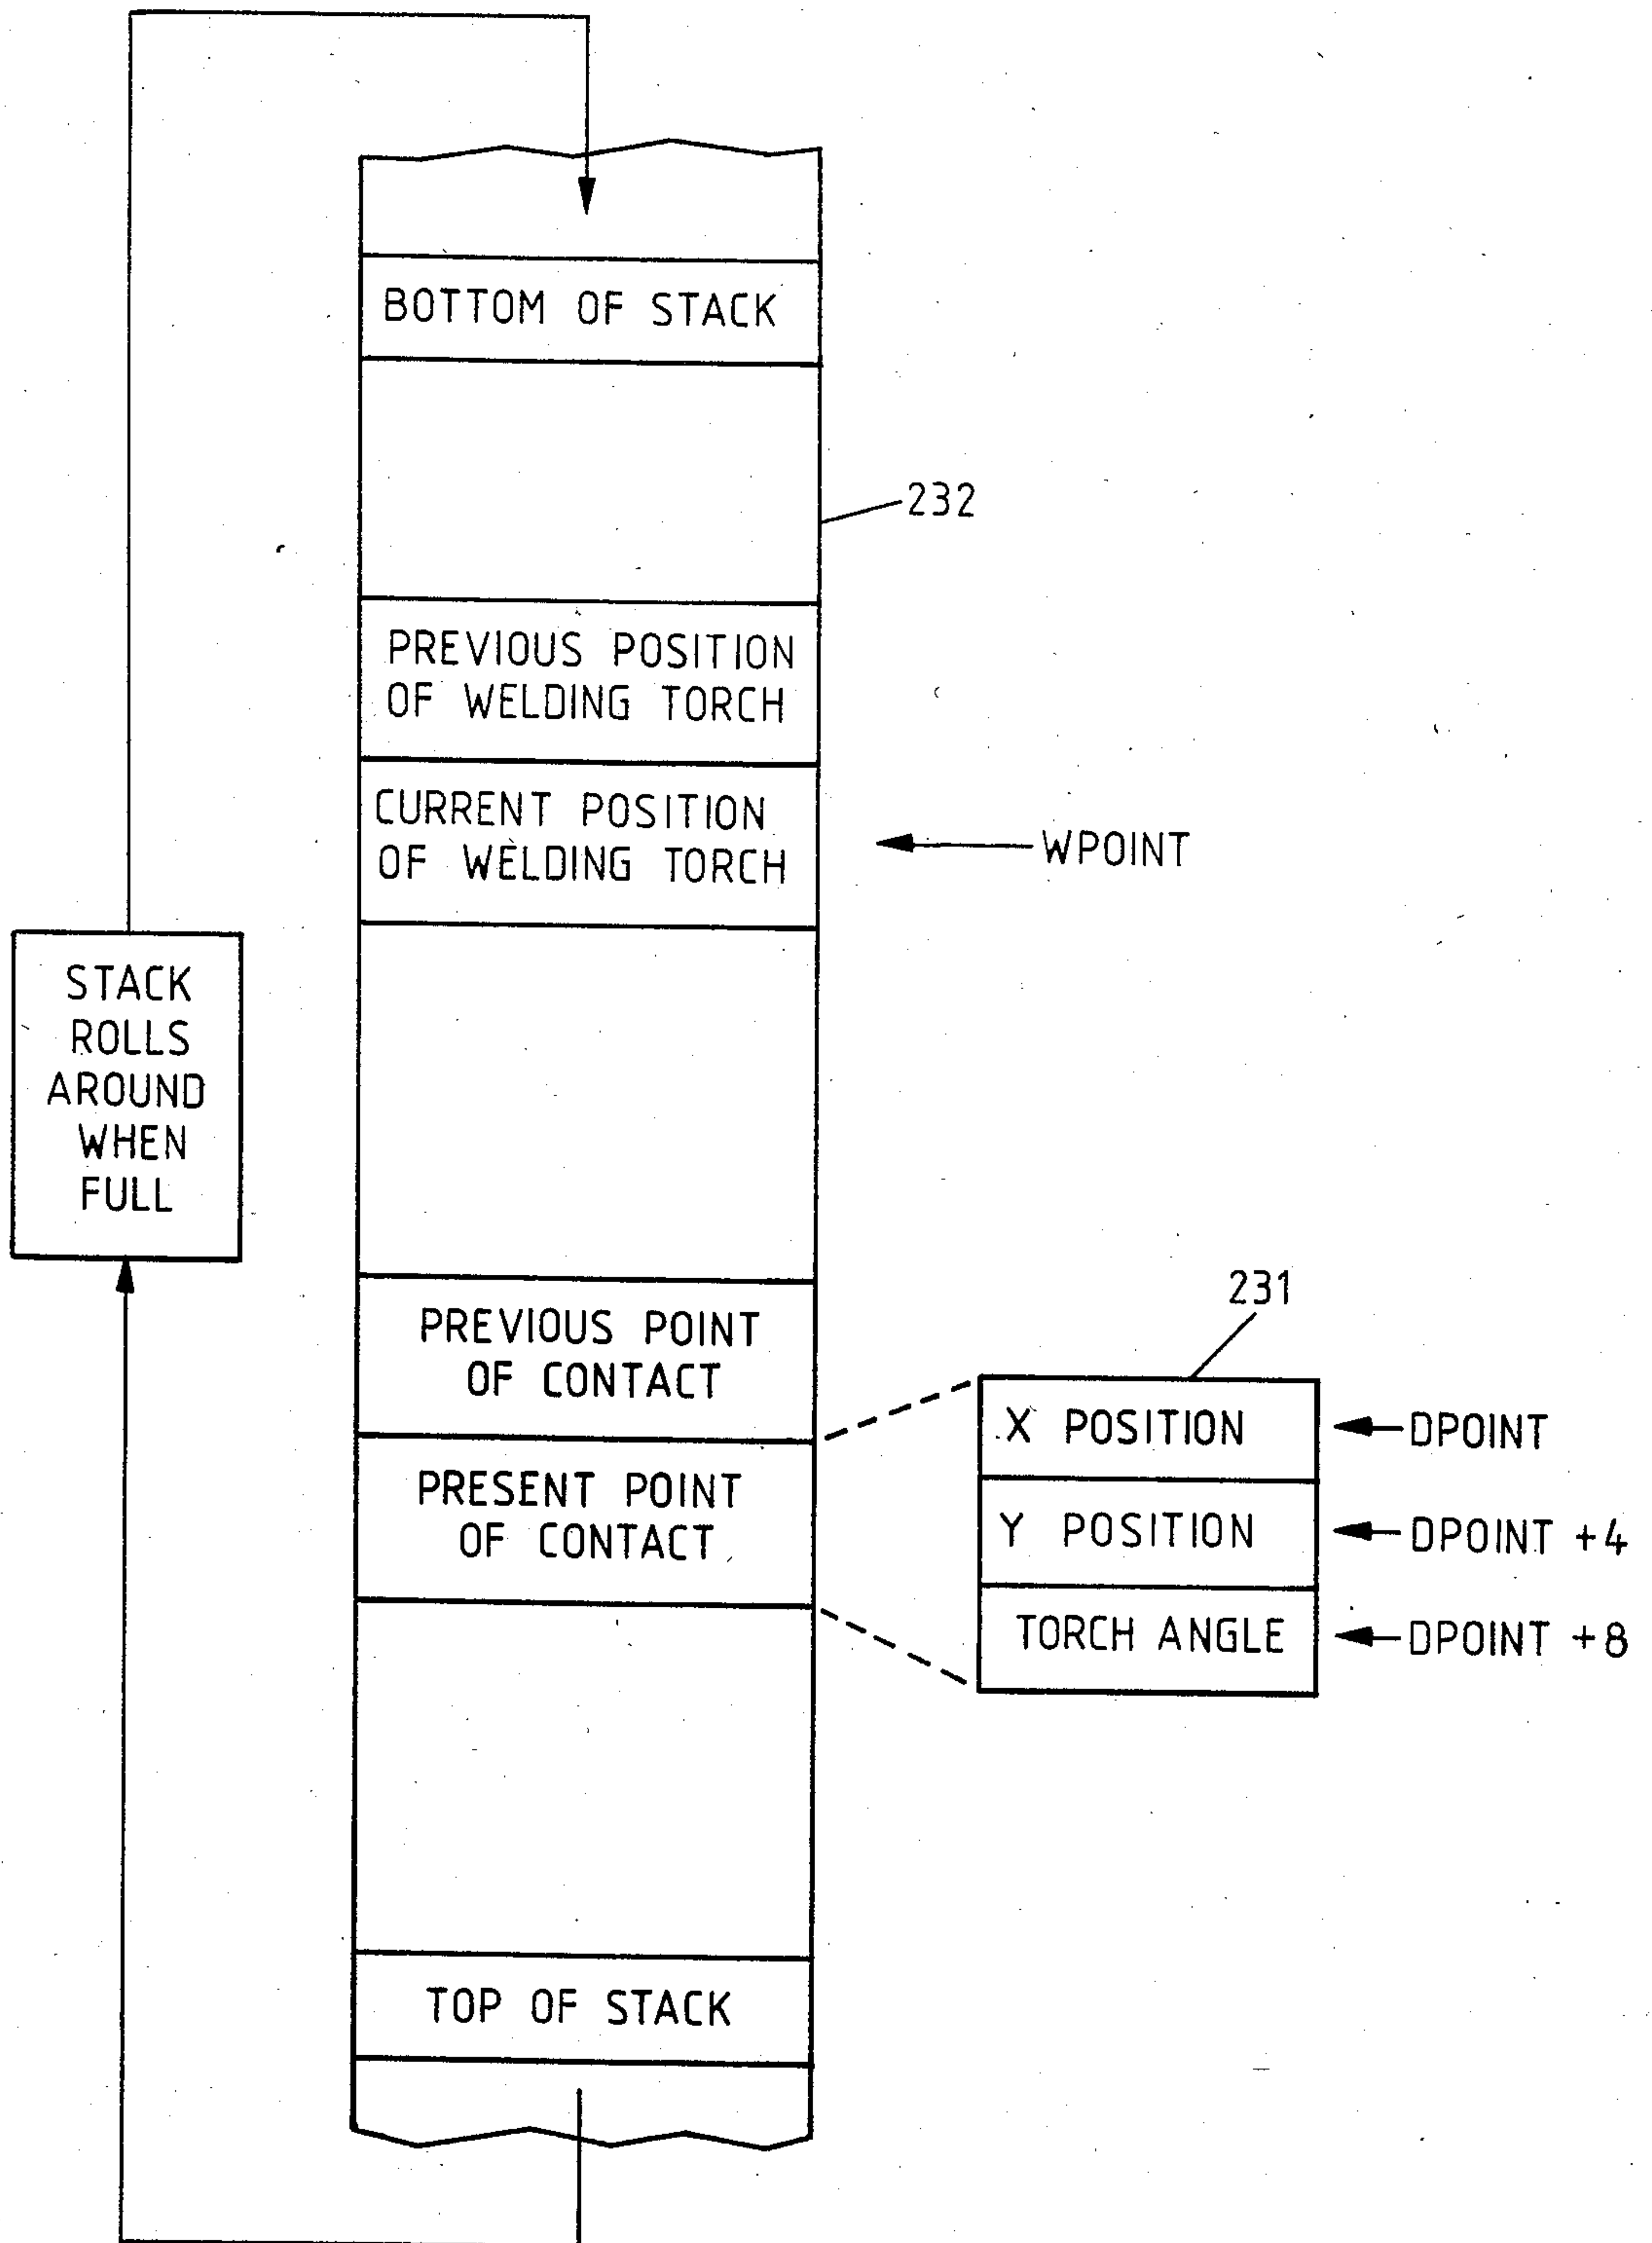 BOTTOM OF STACK
232
PREVIOUS POSITION
OF WELDING TORCH
CURRENT POSITION
OF WELDING TORCH
WPOINT
STACK
ROLLS
AROUND
WHEN
FULL
PREVIOUS POINT
OF CONTACT
231
X POSITION
DPOINT
PRESENT POINT
OF CONTACT
Y POSITION
DPOINT +4
TORCH ANGLE
DPOINT +8
TOP OF STACK